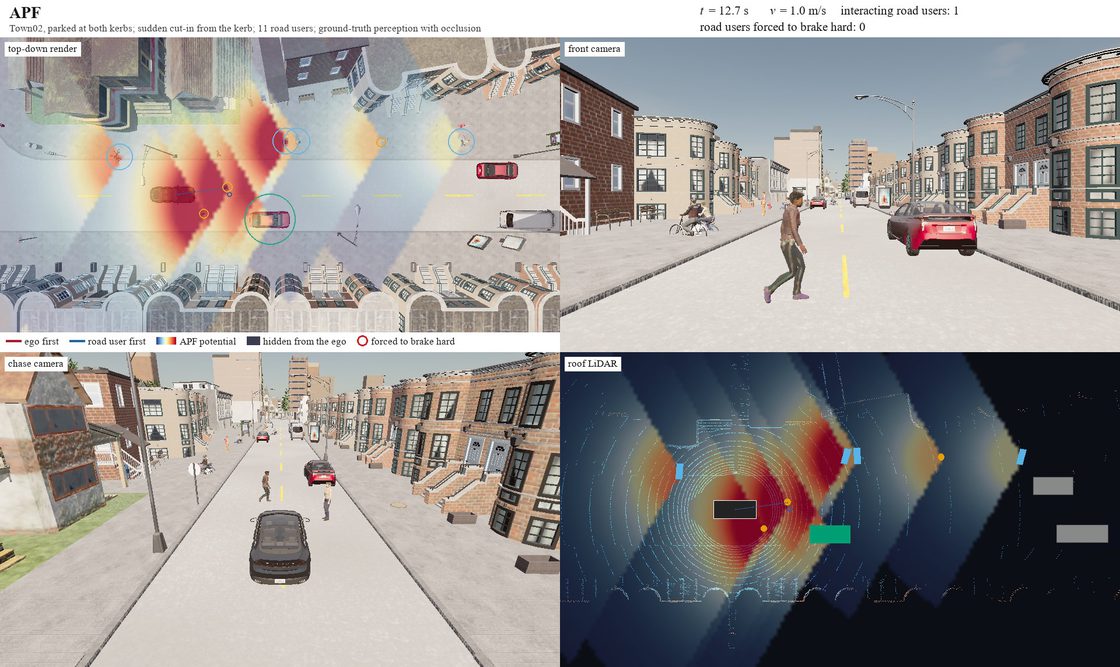 APF
Town02, parked at both kerbs; sudden cut-in from the kerb; 11 road users; ground-truth perception with occlusion
t = 12.7 s v = 1.0 m/s interacting road users: 1
road users forced to brake hard: 0
top-down render
front camera
ego first road user first APF potential hidden from the ego forced to brake hard
chase camera
roof LiDAR